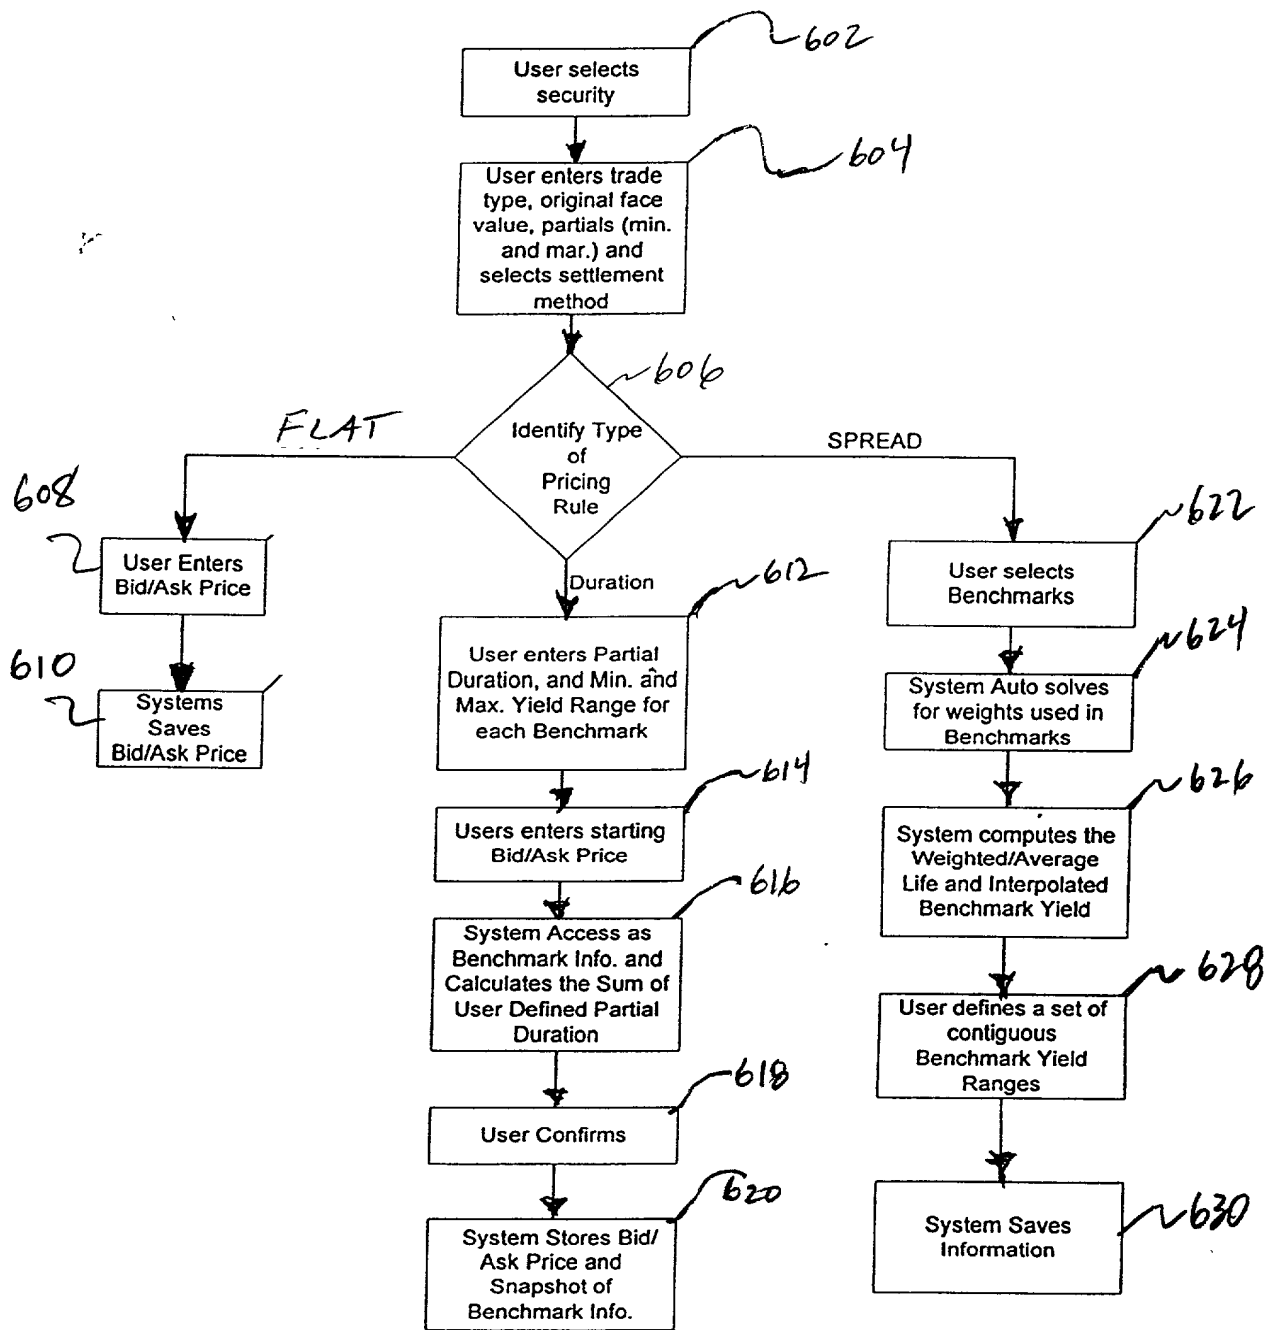 602
User selects
security
604
User enters trade
type, original face
value, partials (min.
and mar.) and
selects settlement
method
606
Identify Type
of
Pricing
Rule
FLAT
608
User Enters
Bid/Ask Price
610
Systems
Saves
Bid/Ask Price
Duration
612
User enters Partial
Duration, and Min. and
Max. Yield Range for
each Benchmark
614
Users enters starting
Bid/Ask Price
616
System Access as
Benchmark Info. and
Calculates the Sum of
User Defined Partial
Duration
618
User Confirms
620
System Stores Bid/
Ask Price and
Snapshot of
Benchmark Info.
SPREAD
622
User selects
Benchmarks
624
System Auto solves
for weights used in
Benchmarks
626
System computes the
Weighted/Average
Life and Interpolated
Benchmark Yield
628
User defines a set of
contiguous
Benchmark Yield
Ranges
630
System Saves
Information